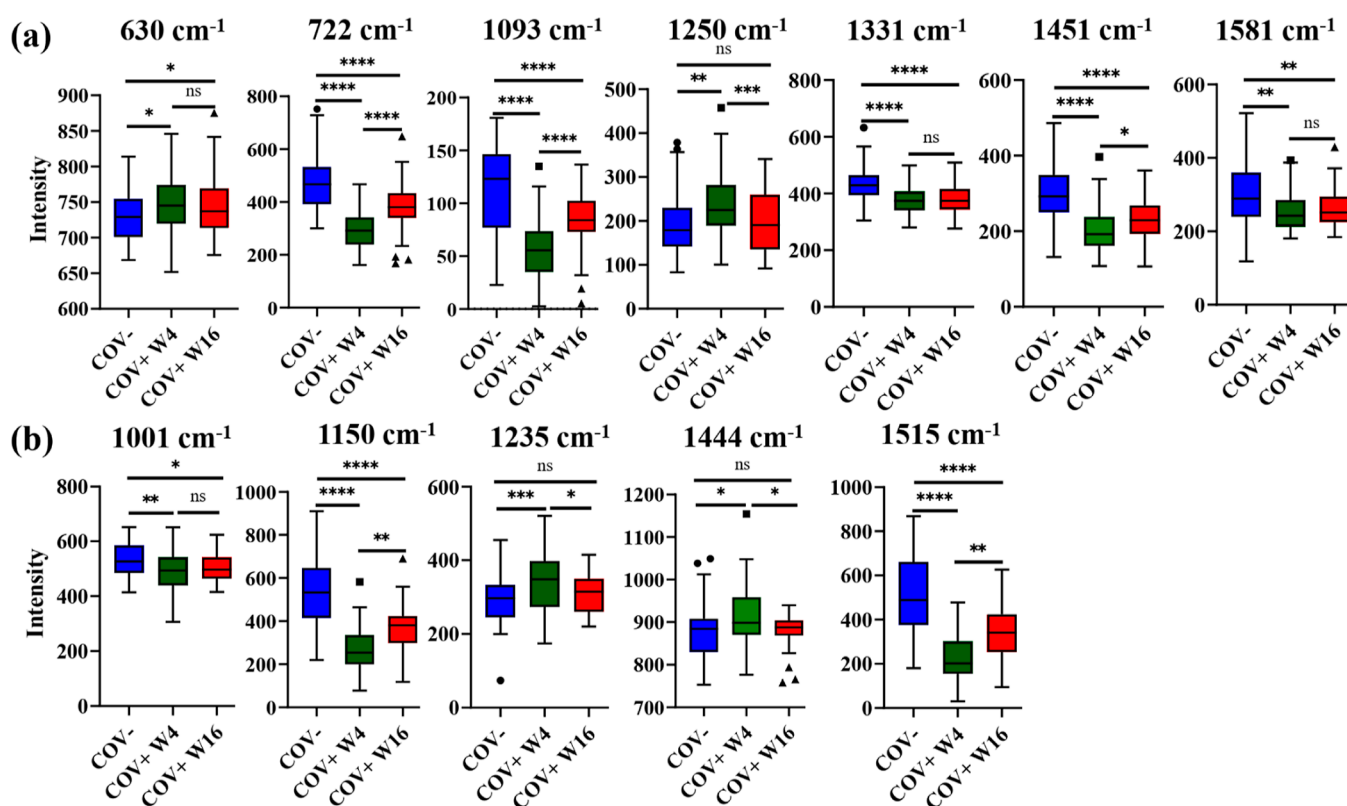 (a)
630 cm-1
722 cm-1
1093 cm-1
1250 cm-1
1331 cm-1
1451 cm-1
1581 cm-1
Intensity
900
850
800
750
700
650
600
*
ns
*
COV-
COV+ W4
COV+ W16
800
600
400
200
0
****
****
****
COV-
COV+ W4
COV+ W16
200
150
100
50
0
****
****
****
COV-
COV+ W4
COV+ W16
500
400
300
200
100
0
ns
**
***
COV-
COV+ W4
COV+ W16
800
600
400
200
0
****
****
ns
COV-
COV+ W4
COV+ W16
600
400
200
0
****
****
*
COV-
COV+ W4
COV+ W16
600
400
200
0
**
**
ns
COV-
COV+ W4
COV+ W16
(b)
1001 cm-1
1150 cm-1
1235 cm-1
1444 cm-1
1515 cm-1
Intensity
800
600
400
200
0
*
**
ns
COV-
COV+ W4
COV+ W16
1000
800
600
400
200
0
****
****
**
COV-
COV+ W4
COV+ W16
600
400
200
0
ns
***
*
COV-
COV+ W4
COV+ W16
1200
1100
1000
900
800
700
ns
*
*
COV-
COV+ W4
COV+ W16
1000
800
600
400
200
0
****
****
**
COV-
COV+ W4
COV+ W16